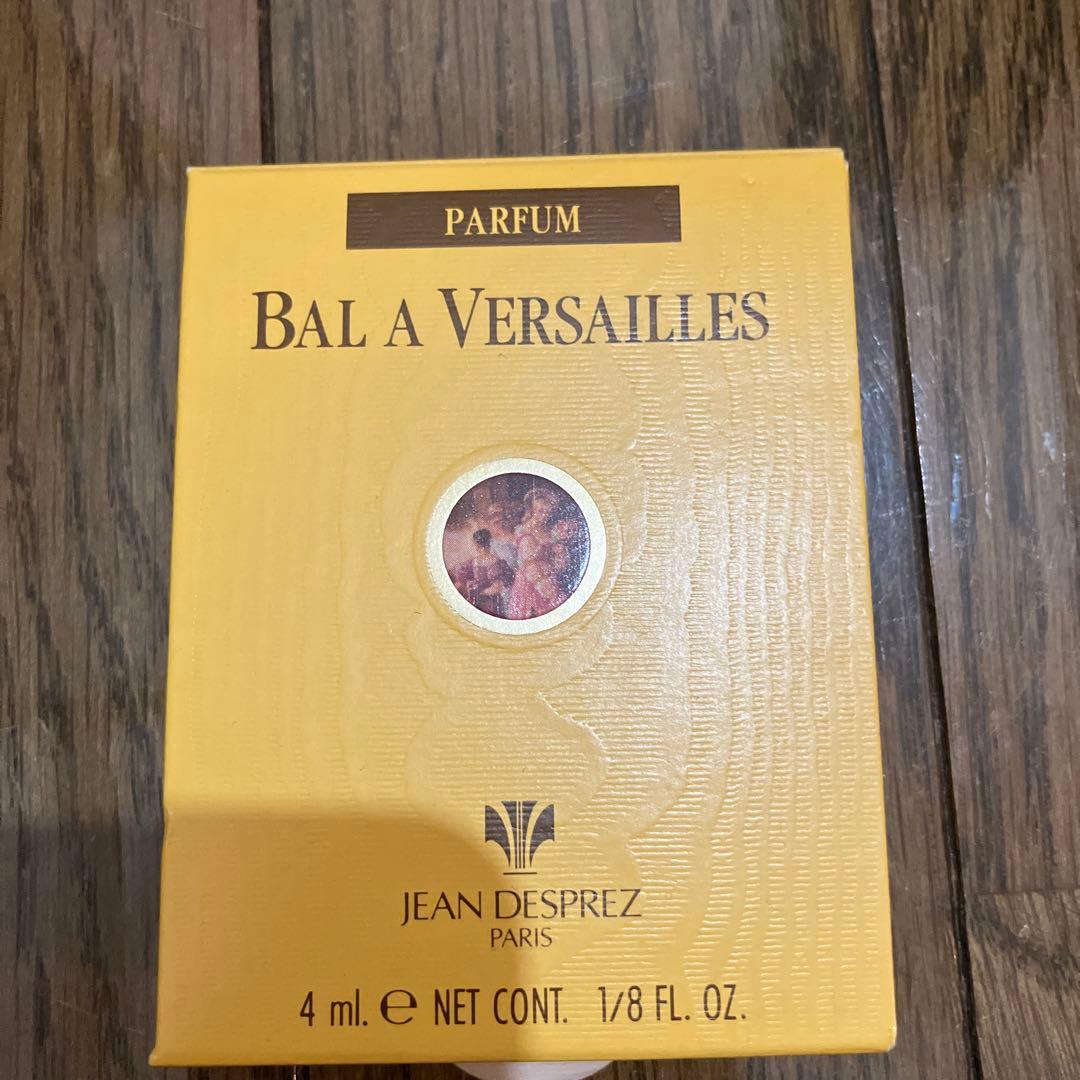 PARFUM
BAL A VERSAILLES
JEAN DESPREZ
PARIS
4 ml. ℮ NET CONT. 1/8 FL. OZ.